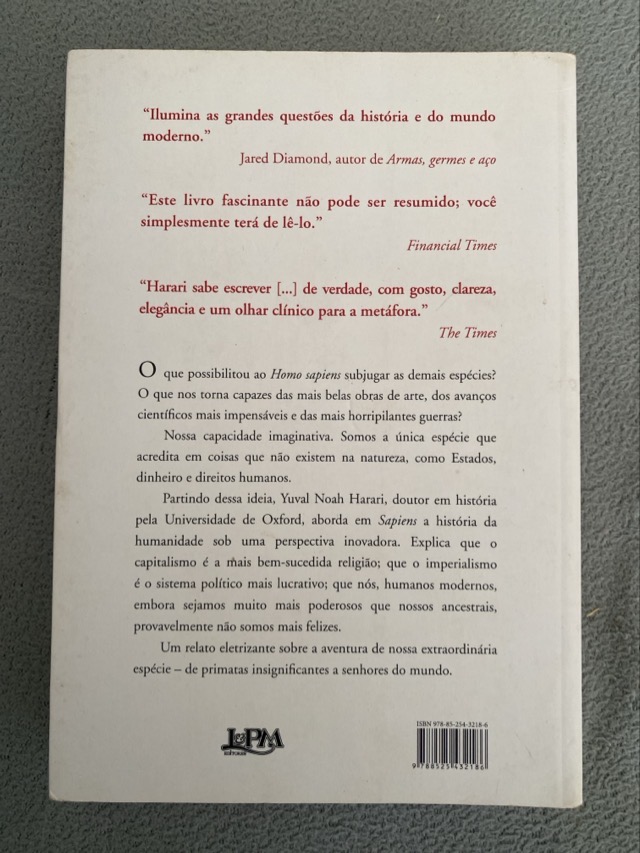 “Ilumina as grandes questões da história e do mundo
moderno.”
Jared Diamond, autor de Armas, germes e aço
“Este livro fascinante não pode ser resumido; você
simplesmente terá de lê-lo.”
Financial Times
“Harari sabe escrever [...] de verdade, com gosto, clareza,
elegância e um olhar clínico para a metáfora.”
The Times
O que possibilitou ao Homo sapiens subjugar as demais espécies?
O que nos torna capazes das mais belas obras de arte, dos avanços
científicos mais impensáveis e das mais horripilantes guerras?
Nossa capacidade imaginativa. Somos a única espécie que
acredita em coisas que não existem na natureza, como Estados,
dinheiro e direitos humanos.
Partindo dessa ideia, Yuval Noah Harari, doutor em história
pela Universidade de Oxford, aborda em Sapiens a história da
humanidade sob uma perspectiva inovadora. Explica que o
capitalismo é a mais bem-sucedida religião; que o imperialismo
é o sistema político mais lucrativo; que nós, humanos modernos,
embora sejamos muito mais poderosos que nossos ancestrais,
provavelmente não somos mais felizes.
Um relato eletrizante sobre a aventura de nossa extraordinária
espécie – de primatas insignificantes a senhores do mundo.
L&PM
EDITORES
ISBN 978-85-254-3218-6
9 788525 432186